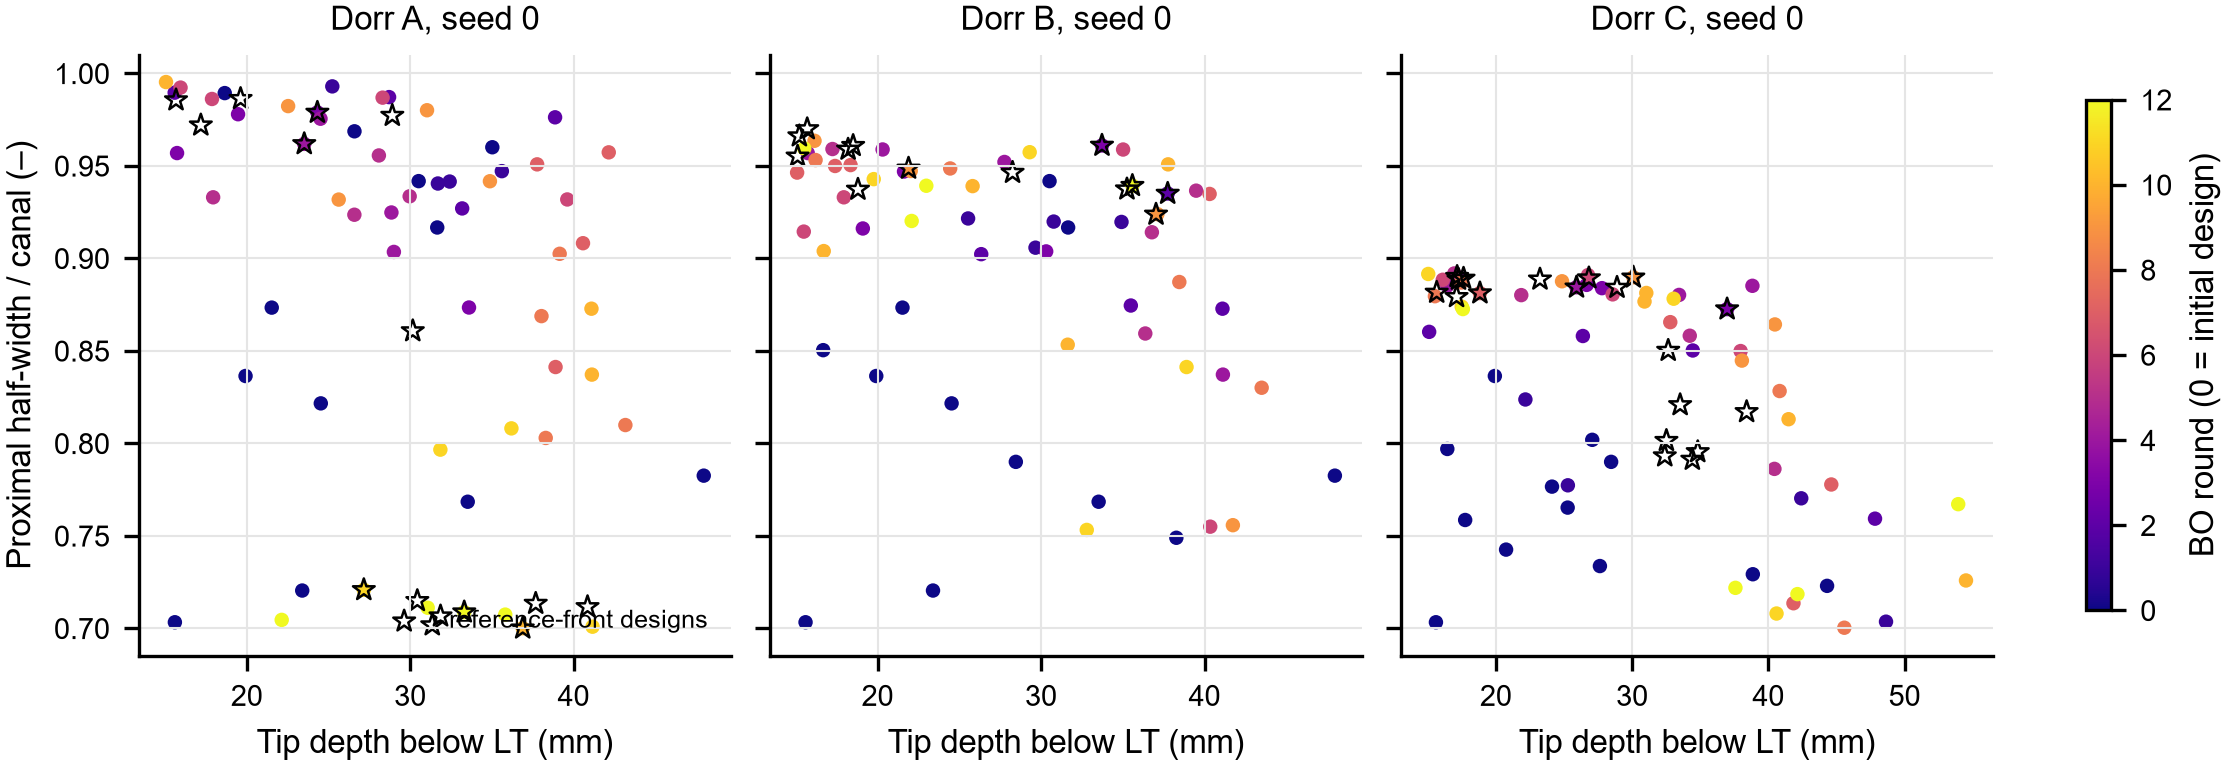 Dorr A, seed 0
Dorr B, seed 0
Dorr C, seed 0
Proximal half-width / canal (–)
1.00
0.95
0.90
0.85
0.80
0.75
0.70
reference-front designs
20
30
40
20
30
40
20
30
40
50
Tip depth below LT (mm)
Tip depth below LT (mm)
Tip depth below LT (mm)
12
10
8
6
4
2
0
BO round (0 = initial design)